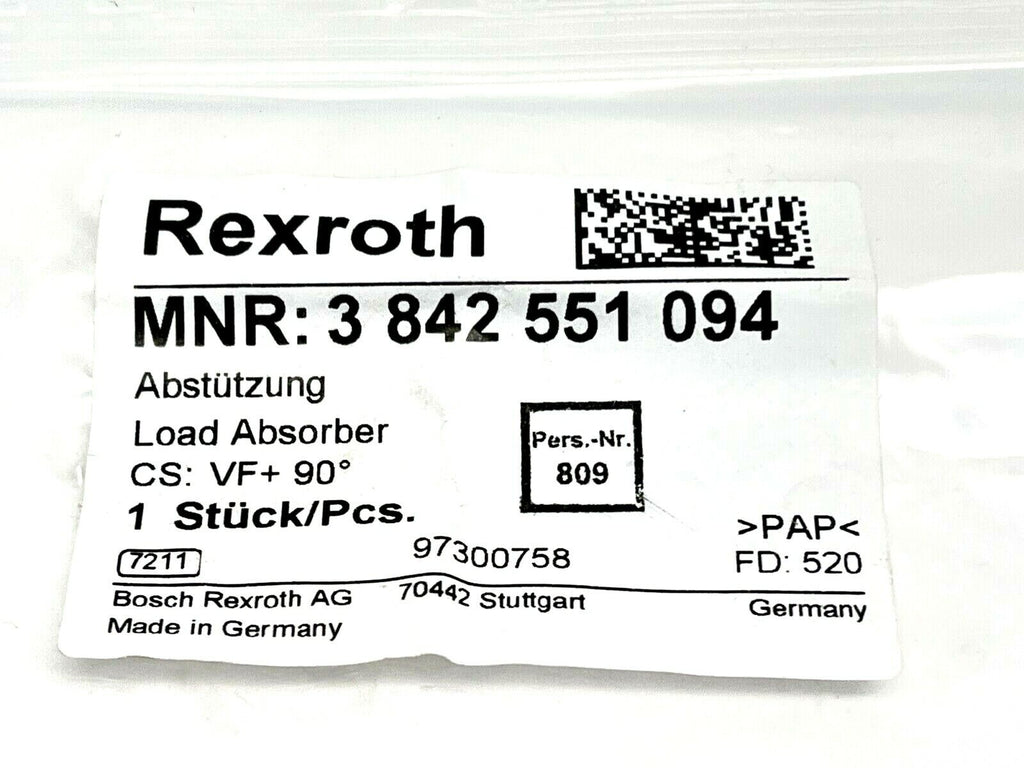 Rexroth
MNR: 3 842 551 094
Abstützung
Load Absorber
CS: VF+ 90°
1 Stück/Pcs.
Pers.-Nr.
809
>PAP<
7211 97300758 FD: 520
Bosch Rexroth AG 70442 Stuttgart Germany
Made in Germany